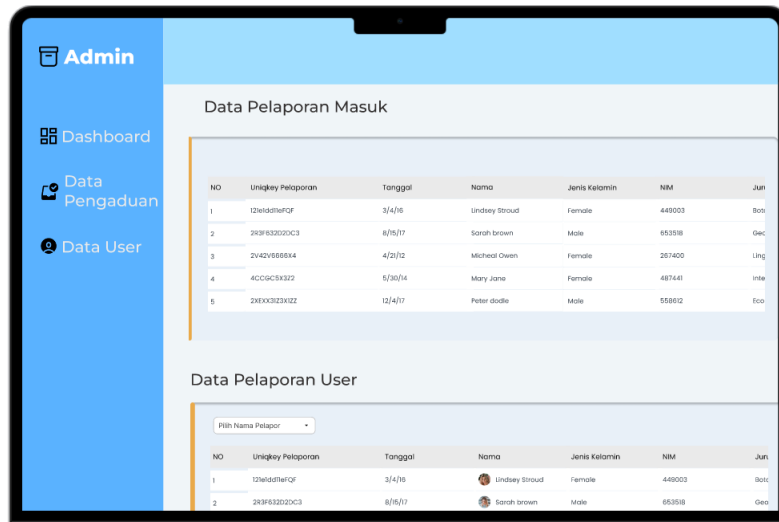 Admin
Dashboard
Data
Pengaduan
Data User
Data Pelaporan Masuk
NO Uniqkey Pelaporan Tanggal Nama Jenis Kelamin NIM
1 3/4/16 Lindsey Stroud Female 449003
2 2R3F632D2DC3 8/15/17 Sarah brown Male 653518
3 2V42V6666X4 4/21/12 Micheal Owen Female 267400
4 4CCGC5X3Z2 5/30/14 Mary Jane Female 487441
5 12/4/17 Peter dodle Male 558612
Data Pelaporan User
Pilih Nama Pelapor
NO Uniqkey Pelaporan Tanggal Nama Jenis Kelamin NIM
1 3/4/16 Lindsey Stroud Female 449003
2 2R3F632D2DC3 8/15/17 Sarah brown Male 653518